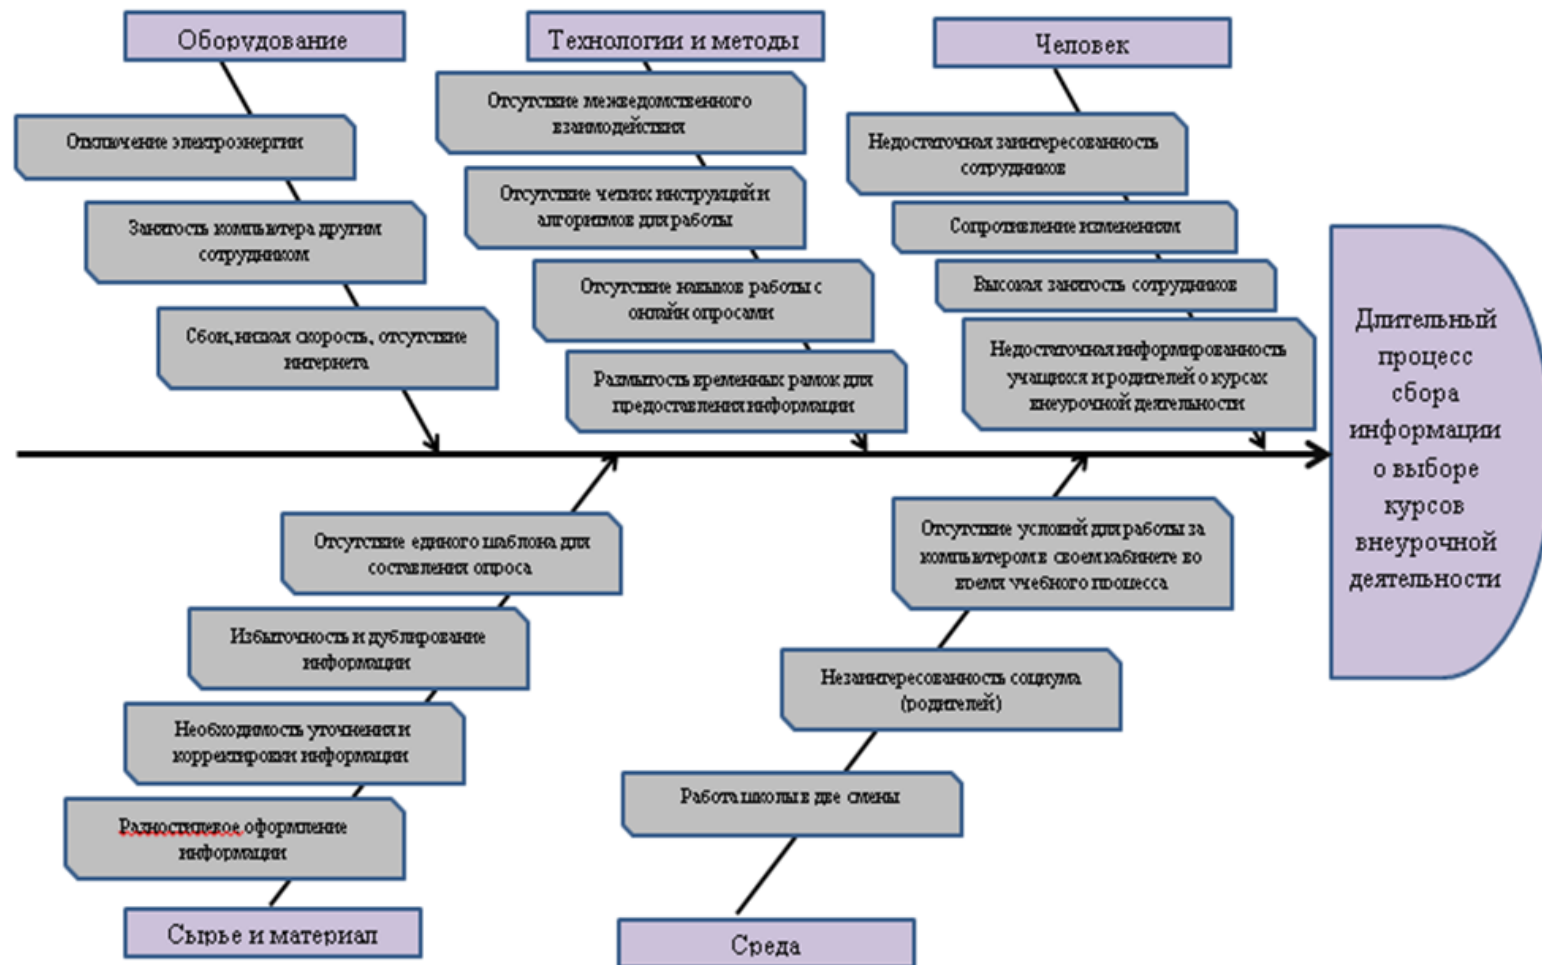 Оборудование
Отключение электроэнергии
Занятость компьютера другим
сотрудником
Сбои, низкая скорость, отсутствие
интернета
Технологии и методы
Отсутствие межведомственного
взаимодействия
Отсутствие четких инструкций и
алгоритмов для работы
Отсутствие навыков работы с
онлайн опросами
Размытость временных рамок для
предоставления информации
Человек
Недостаточная заинтересованность
сотрудников
Сопротивление изменениям
Высокая занятость сотрудников
Недостаточная информированность
учащихся и родителей о курсах
внеурочной деятельности
Длительный
процесс
сбора
информации
о выборе
курсов
внеурочной
деятельности
Отсутствие единого шаблона для
составления опроса
Избыточность и дублирование
информации
Необходимость уточнения и
корректировки информации
Разностилевое оформление
информации
Сырье и материал
Отсутствие условий для работы за
компьютером в своем кабинете во
время учебного процесса
Незаинтересованность социума
(родителей)
Работа школы в две смены
Среда